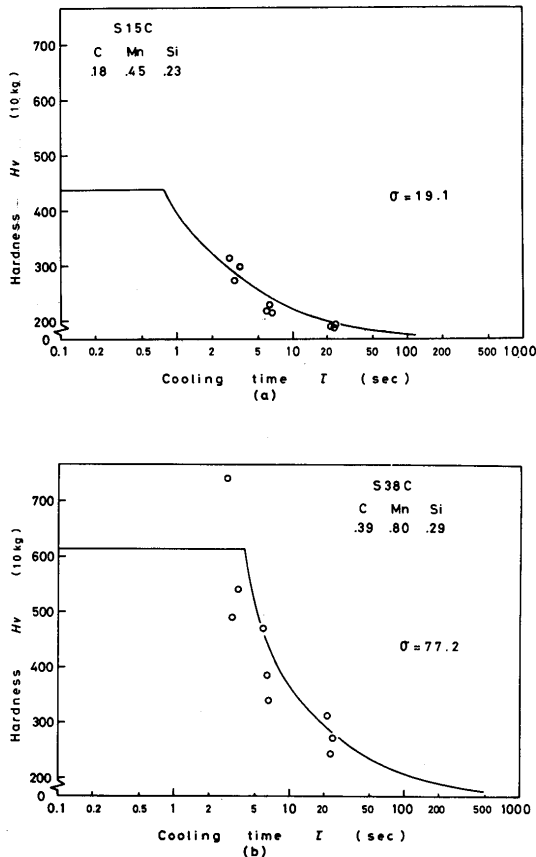 S15C
C Mn Si
.18 .45 .23
Hardness Hv (10 kg)
700
600
500
400
300
200
0
σ = 19.1
0.1 0.2 0.5 1 2 5 10 20 50 100 200 500 1000
Cooling time τ (sec)
(a)
S38C
C Mn Si
.39 .80 .29
Hardness Hv (10kg)
700
600
500
400
300
200
0
σ = 77.2
0.1 0.2 0.5 1 2 5 10 20 50 100 200 500 1000
Cooling time τ (sec)
(b)